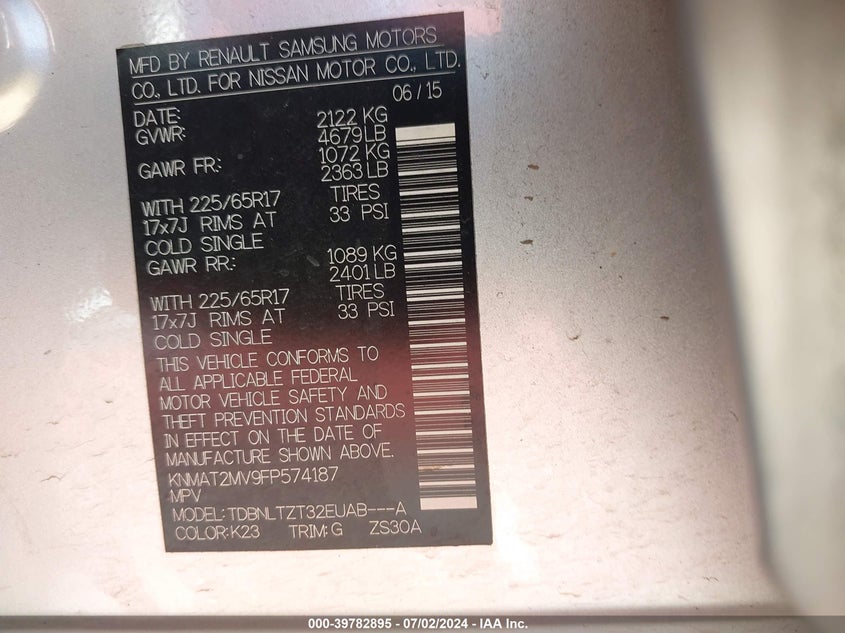 MFD BY RENAULT SAMSUNG MOTORS
CO., LTD. FOR NISSAN MOTOR CO., LTD.
DATE: 06 / 15
GVWR: 2122 KG
4679 LB
GAWR FR: 1072 KG
2363 LB
WITH 225/65R17 TIRES
17x7J RIMS AT 33 PSI
COLD SINGLE
GAWR RR: 1089 KG
2401 LB
WITH 225/65R17 TIRES
17x7J RIMS AT 33 PSI
COLD SINGLE
THIS VEHICLE CONFORMS TO
ALL APPLICABLE FEDERAL
MOTOR VEHICLE SAFETY AND
THEFT PREVENTION STANDARDS
IN EFFECT ON THE DATE OF
MANUFACTURE SHOWN ABOVE.
KNMAT2MV9FP574187
MPV
MODEL: TDBNLTZT32EUAB---A
COLOR: K23 TRIM: G ZS30A
000-39782895 - 07/02/2024 - IAA Inc.